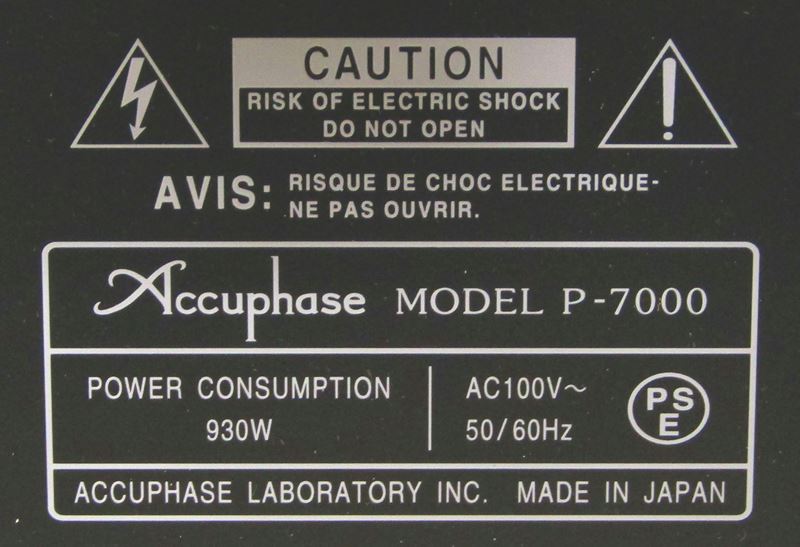 CAUTION
RISK OF ELECTRIC SHOCK
DO NOT OPEN
AVIS: RISQUE DE CHOC ELECTRIQUE-
NE PAS OUVRIR.
Accuphase MODEL P-7000
POWER CONSUMPTION
930W
AC100V~
50/60Hz
PS
E
ACCUPHASE LABORATORY INC. MADE IN JAPAN